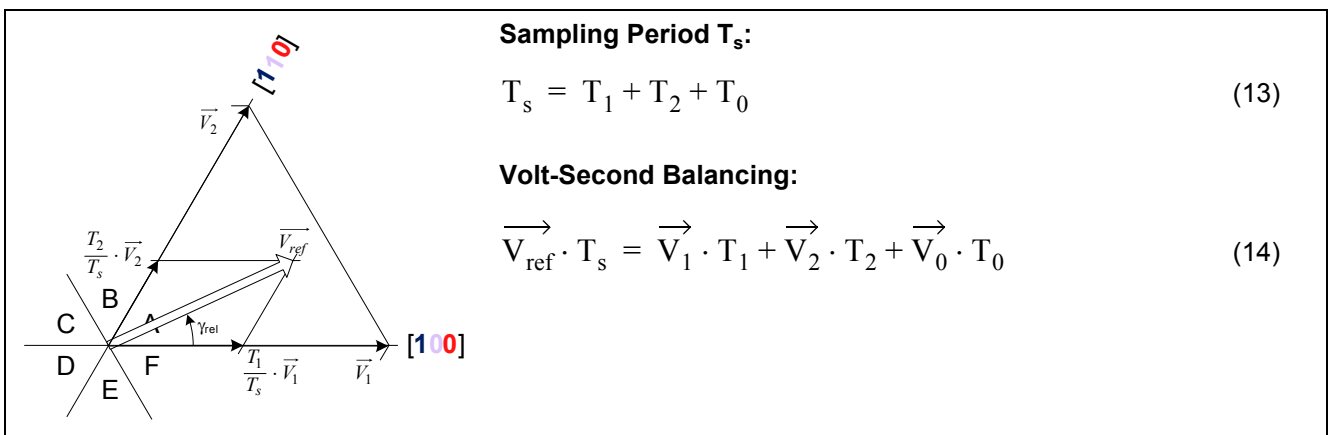 Sampling Period Ts:
Ts = T1 + T2 + T0 (13)
Volt-Second Balancing:
Vref · Ts = V1 · T1 + V2 · T2 + V0 · T0 (14)
[110]
V2
T2/Ts · V2
Vref
B
C
A
γrel
[100]
D
F
E
T1/Ts · V1
V1